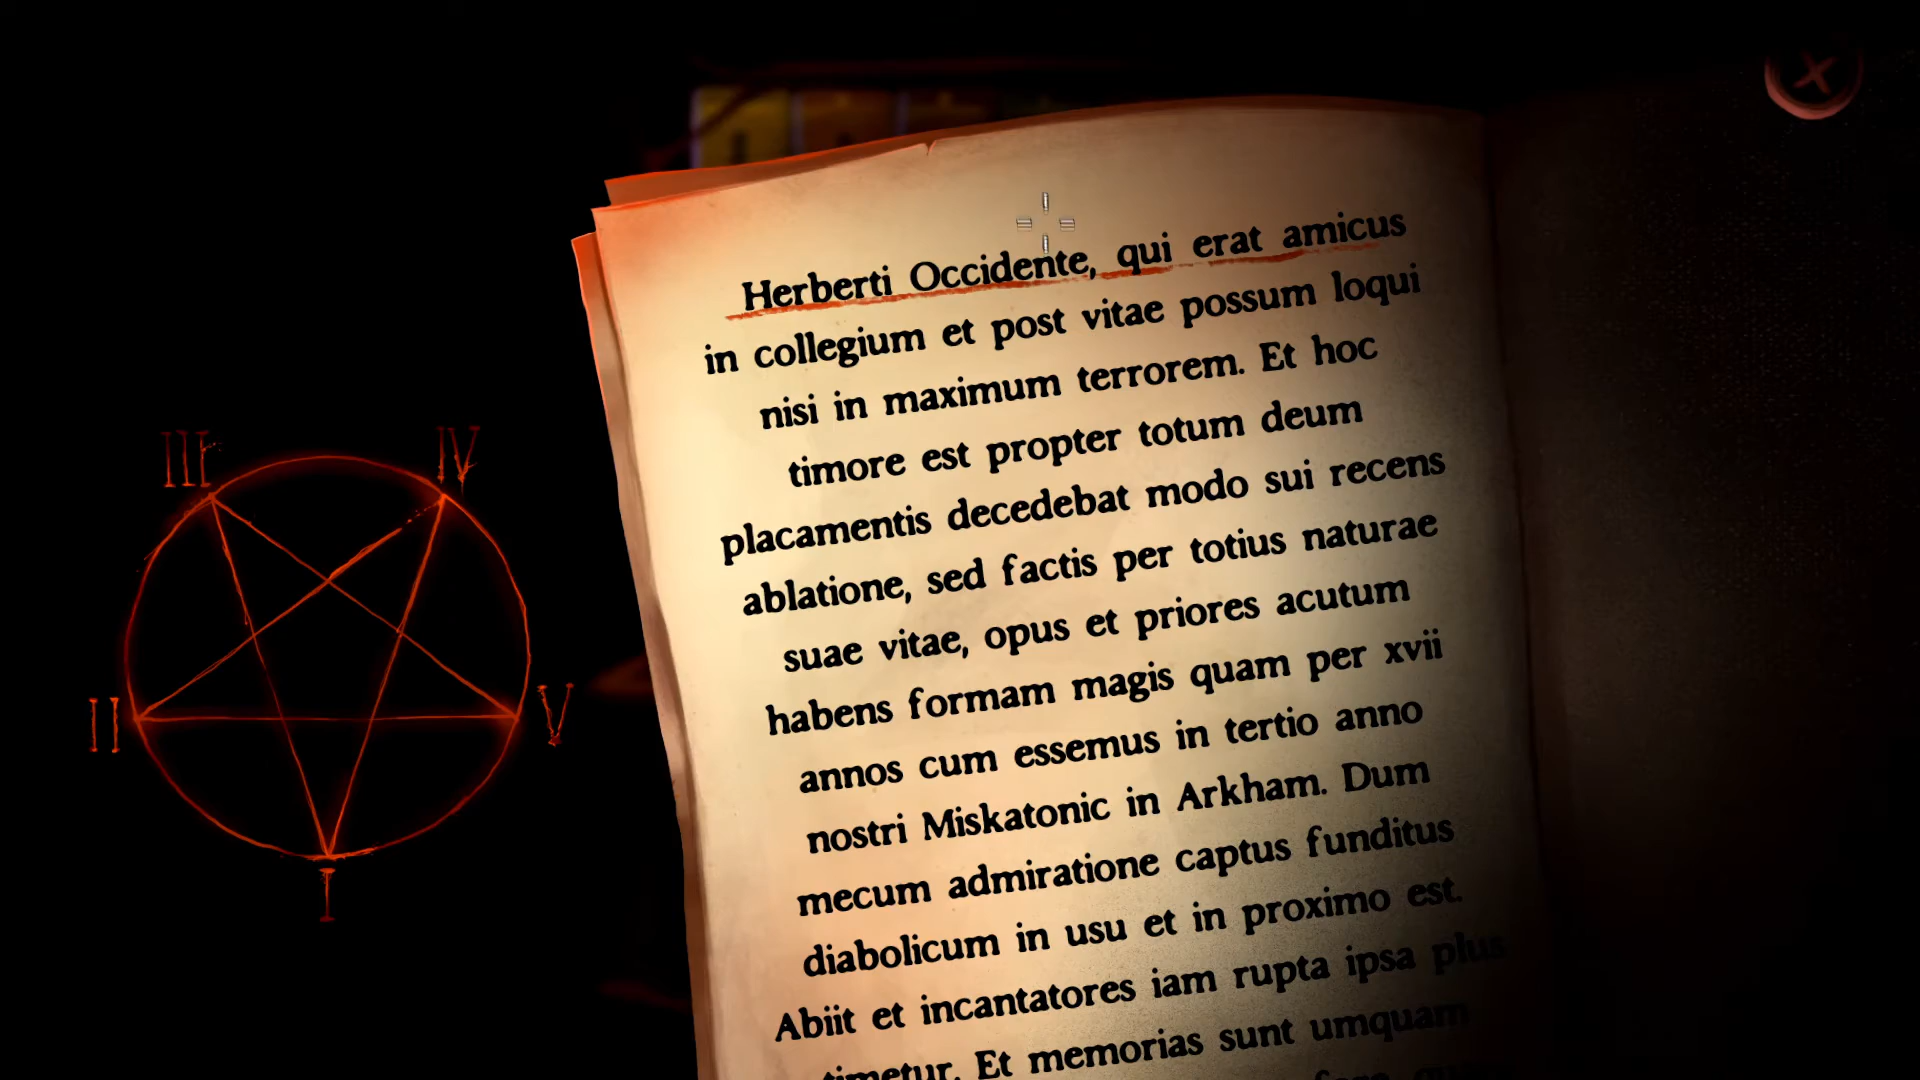 III
IV
II
V
I
Herberti Occidente, qui erat amicus
in collegium et post vitae possum loqui
nisi in maximum terrorem. Et hoc
timore est propter totum deum
placamentis decedebat modo sui recens
ablatione, sed factis per totius naturae
suae vitae, opus et priores acutum
habens formam magis quam per xvii
annos cum essemus in tertio anno
nostri Miskatonic in Arkham. Dum
mecum admiratione captus funditus
diabolicum in usu et in proximo est.
Abiit et incantatores iam rupta ipsa plus
timetur. Et memorias sunt umquam